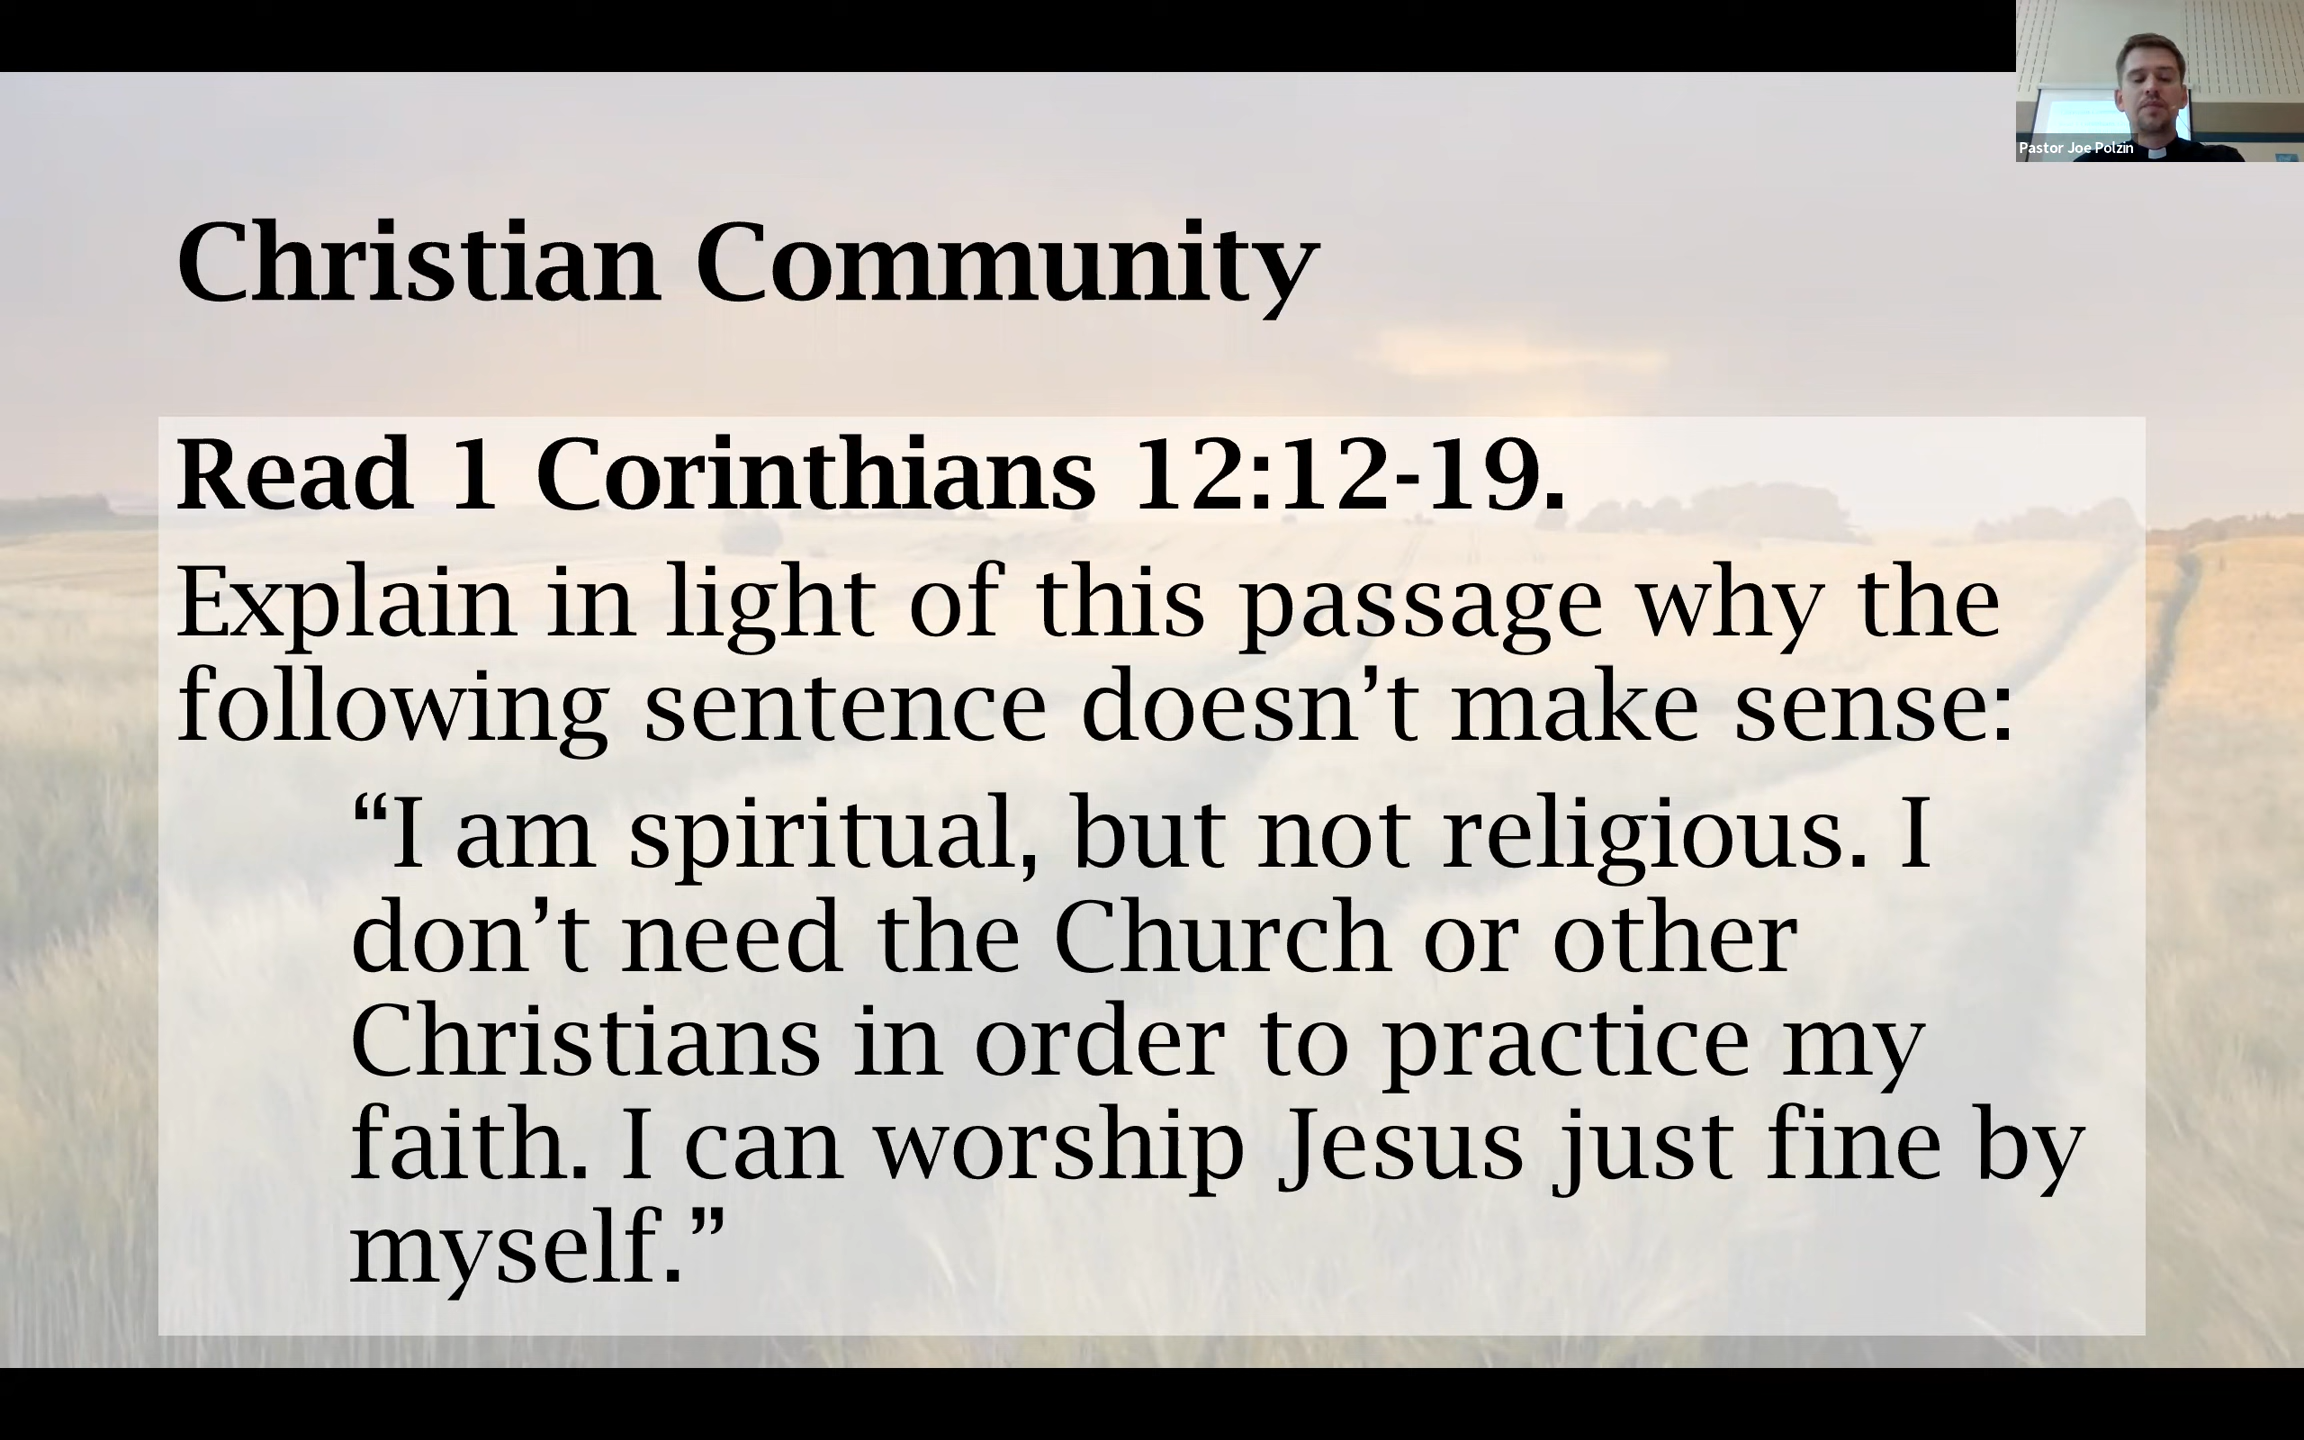 Pastor Joe Polzin
Christian Community
Read 1 Corinthians 12:12-19.
Explain in light of this passage why the
following sentence doesn’t make sense:
“I am spiritual, but not religious. I
don’t need the Church or other
Christians in order to practice my
faith. I can worship Jesus just fine by
myself.”